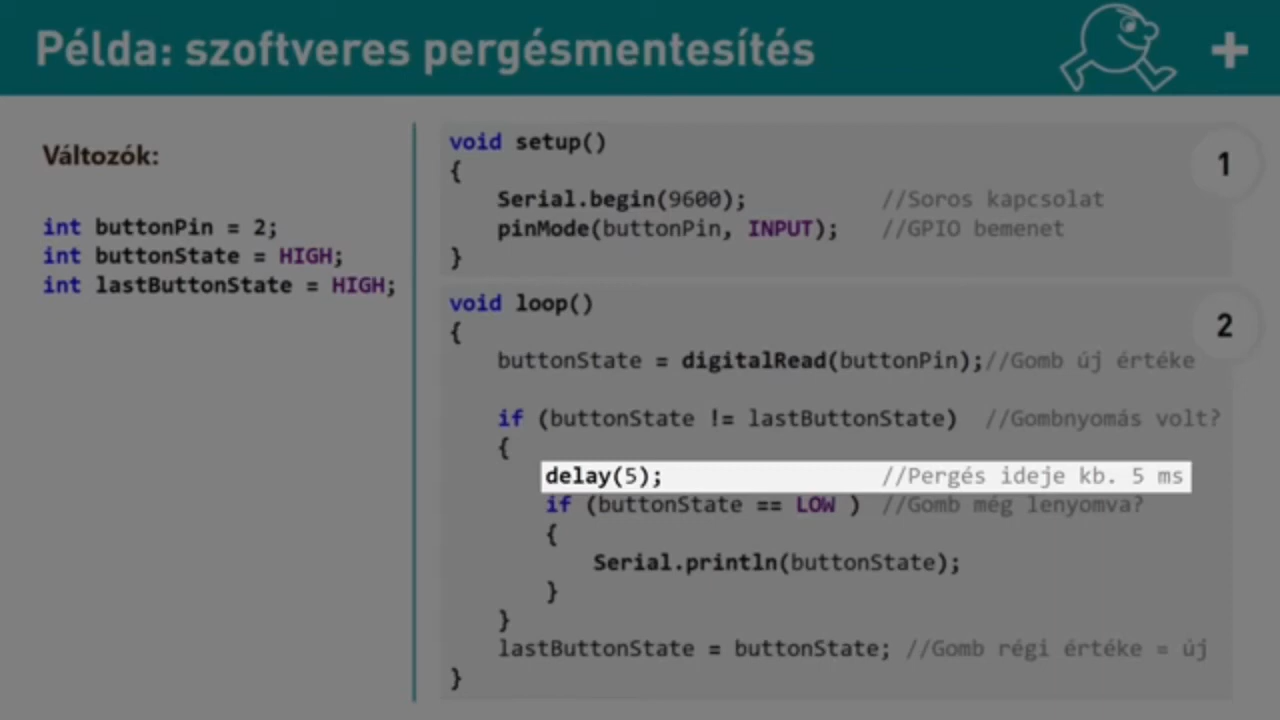 Példa: szoftveres pergésmentesítés
+
Változók:
int buttonPin = 2;
int buttonState = HIGH;
int lastButtonState = HIGH;
1
void setup()
{
Serial.begin(9600); //Soros kapcsolat
pinMode(buttonPin, INPUT); //GPIO bemenet
}
2
void loop()
{
buttonState = digitalRead(buttonPin);//Gomb új értéke
if (buttonState != lastButtonState) //Gombnyomás volt?
{
delay(5); //Pergés ideje kb. 5 ms
if (buttonState == LOW ) //Gomb még lenyomva?
{
Serial.println(buttonState);
}
}
lastButtonState = buttonState; //Gomb régi értéke = új
}